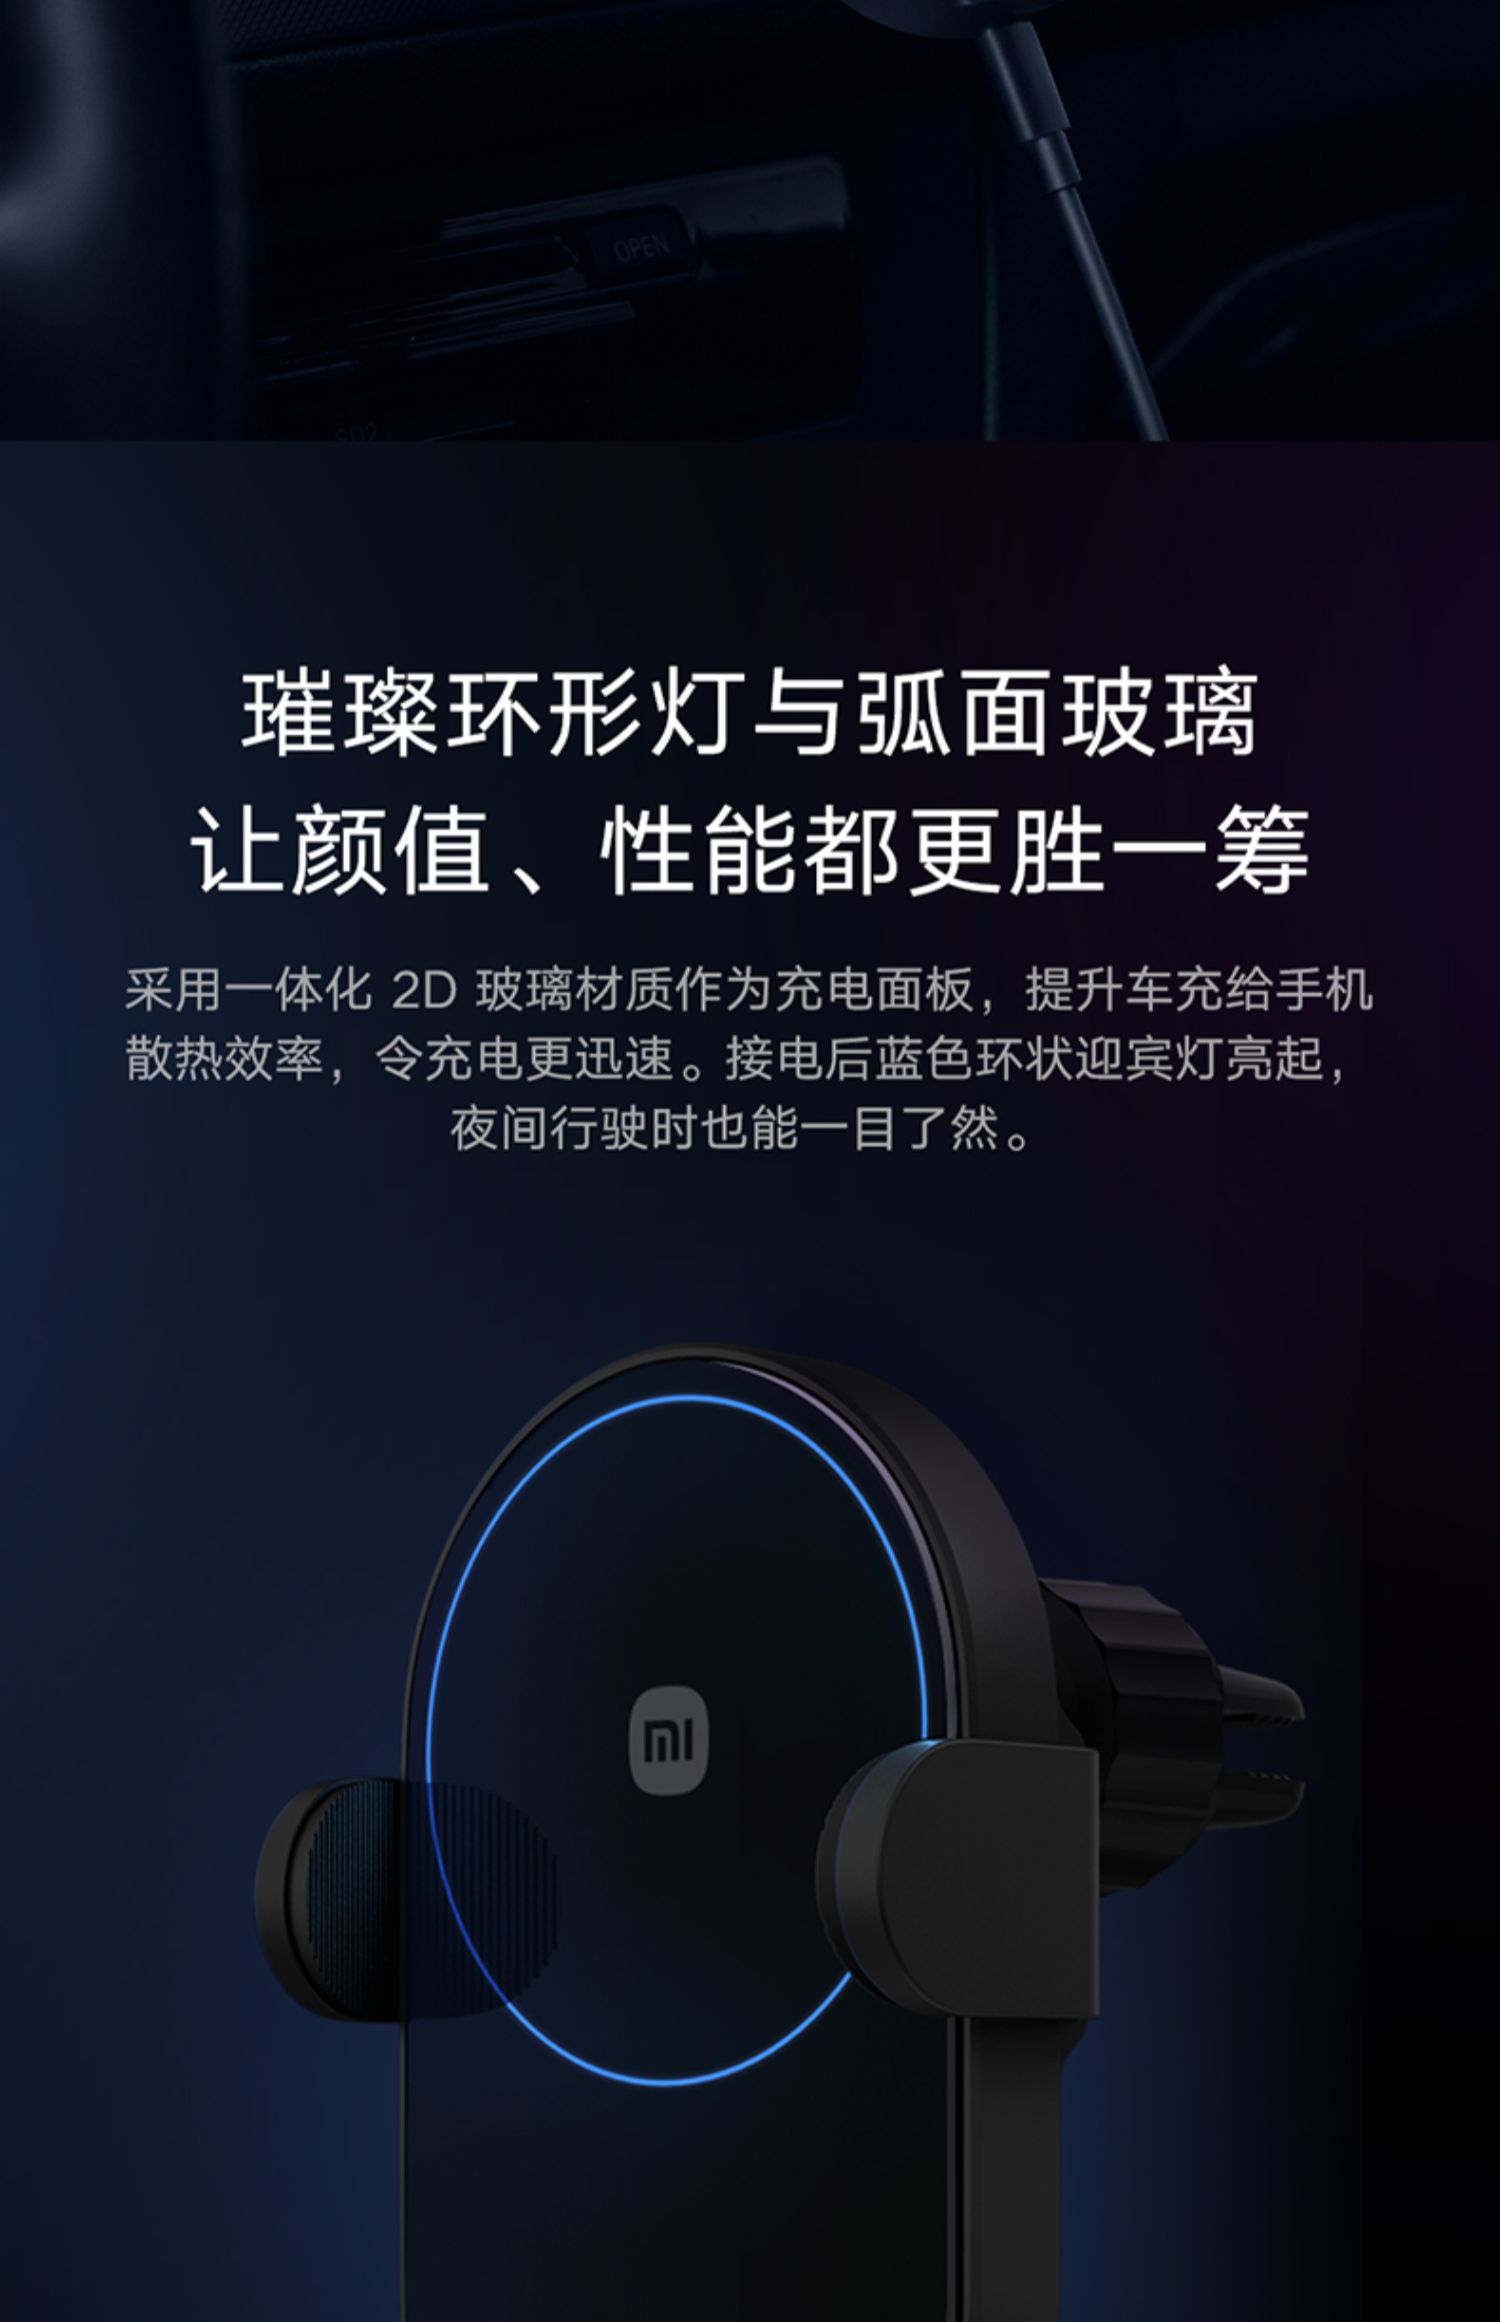 OPEN
SD2
璀璨环形灯与弧面玻璃
让颜值、性能都更胜一筹
采用一体化 2D 玻璃材质作为充电面板，提升车充给手机
散热效率，令充电更迅速。接电后蓝色环状迎宾灯亮起，
夜间行驶时也能一目了然。
mi